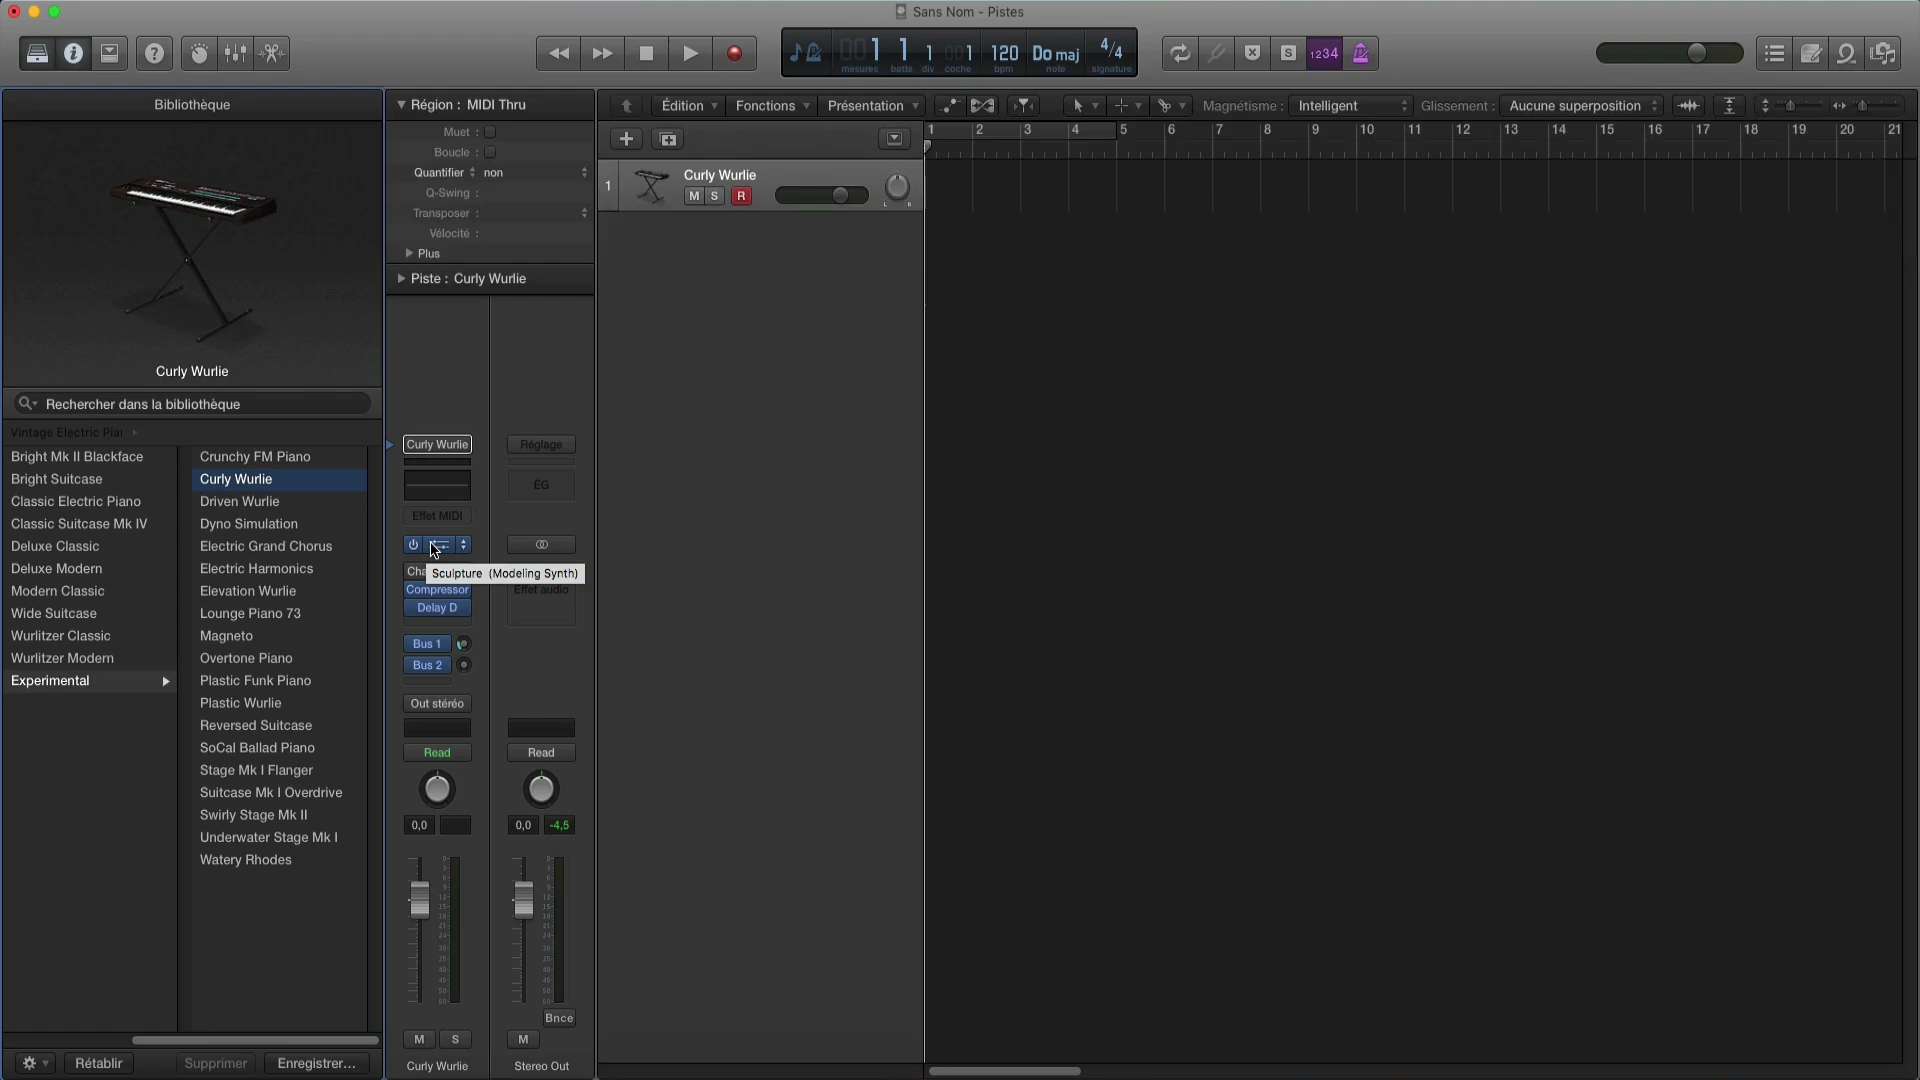 Sans Nom - Pistes
1 1 1 1 120 Do maj 4/4
mesures batte div coche bpm note signature
S 1234
Bibliothèque
Région : MIDI Thru
Édition Fonctions Présentation Magnétisme : Intelligent Glissement : Aucune superposition
1 2 3 4 5 6 7 8 9 10 11 12 13 14 15 16 17 18 19 20 21
Muet :
Boucle :
Quantifier non
Q-Swing :
Transposer :
Vélocité :
Plus
Piste : Curly Wurlie
1 Curly Wurlie
M S R
L R
Curly Wurlie
Rechercher dans la bibliothèque
Vintage Electric Piar
Bright Mk II Blackface
Bright Suitcase
Classic Electric Piano
Classic Suitcase Mk IV
Deluxe Classic
Deluxe Modern
Modern Classic
Wide Suitcase
Wurlitzer Classic
Wurlitzer Modern
Experimental
Crunchy FM Piano
Curly Wurlie
Driven Wurlie
Dyno Simulation
Electric Grand Chorus
Electric Harmonics
Elevation Wurlie
Lounge Piano 73
Magneto
Overtone Piano
Plastic Funk Piano
Plastic Wurlie
Reversed Suitcase
SoCal Ballad Piano
Stage Mk I Flanger
Suitcase Mk I Overdrive
Swirly Stage Mk II
Underwater Stage Mk I
Watery Rhodes
Rétablir Supprimer Enregistrer...
Curly Wurlie Réglage
ÉG
Effet MIDI
Cha
Sculpture (Modeling Synth)
Compressor Effet audio
Delay D
Bus 1
Bus 2
Out stéréo
Read Read
0,0 0,0 -4,5
Bnce
M S M
Curly Wurlie Stereo Out